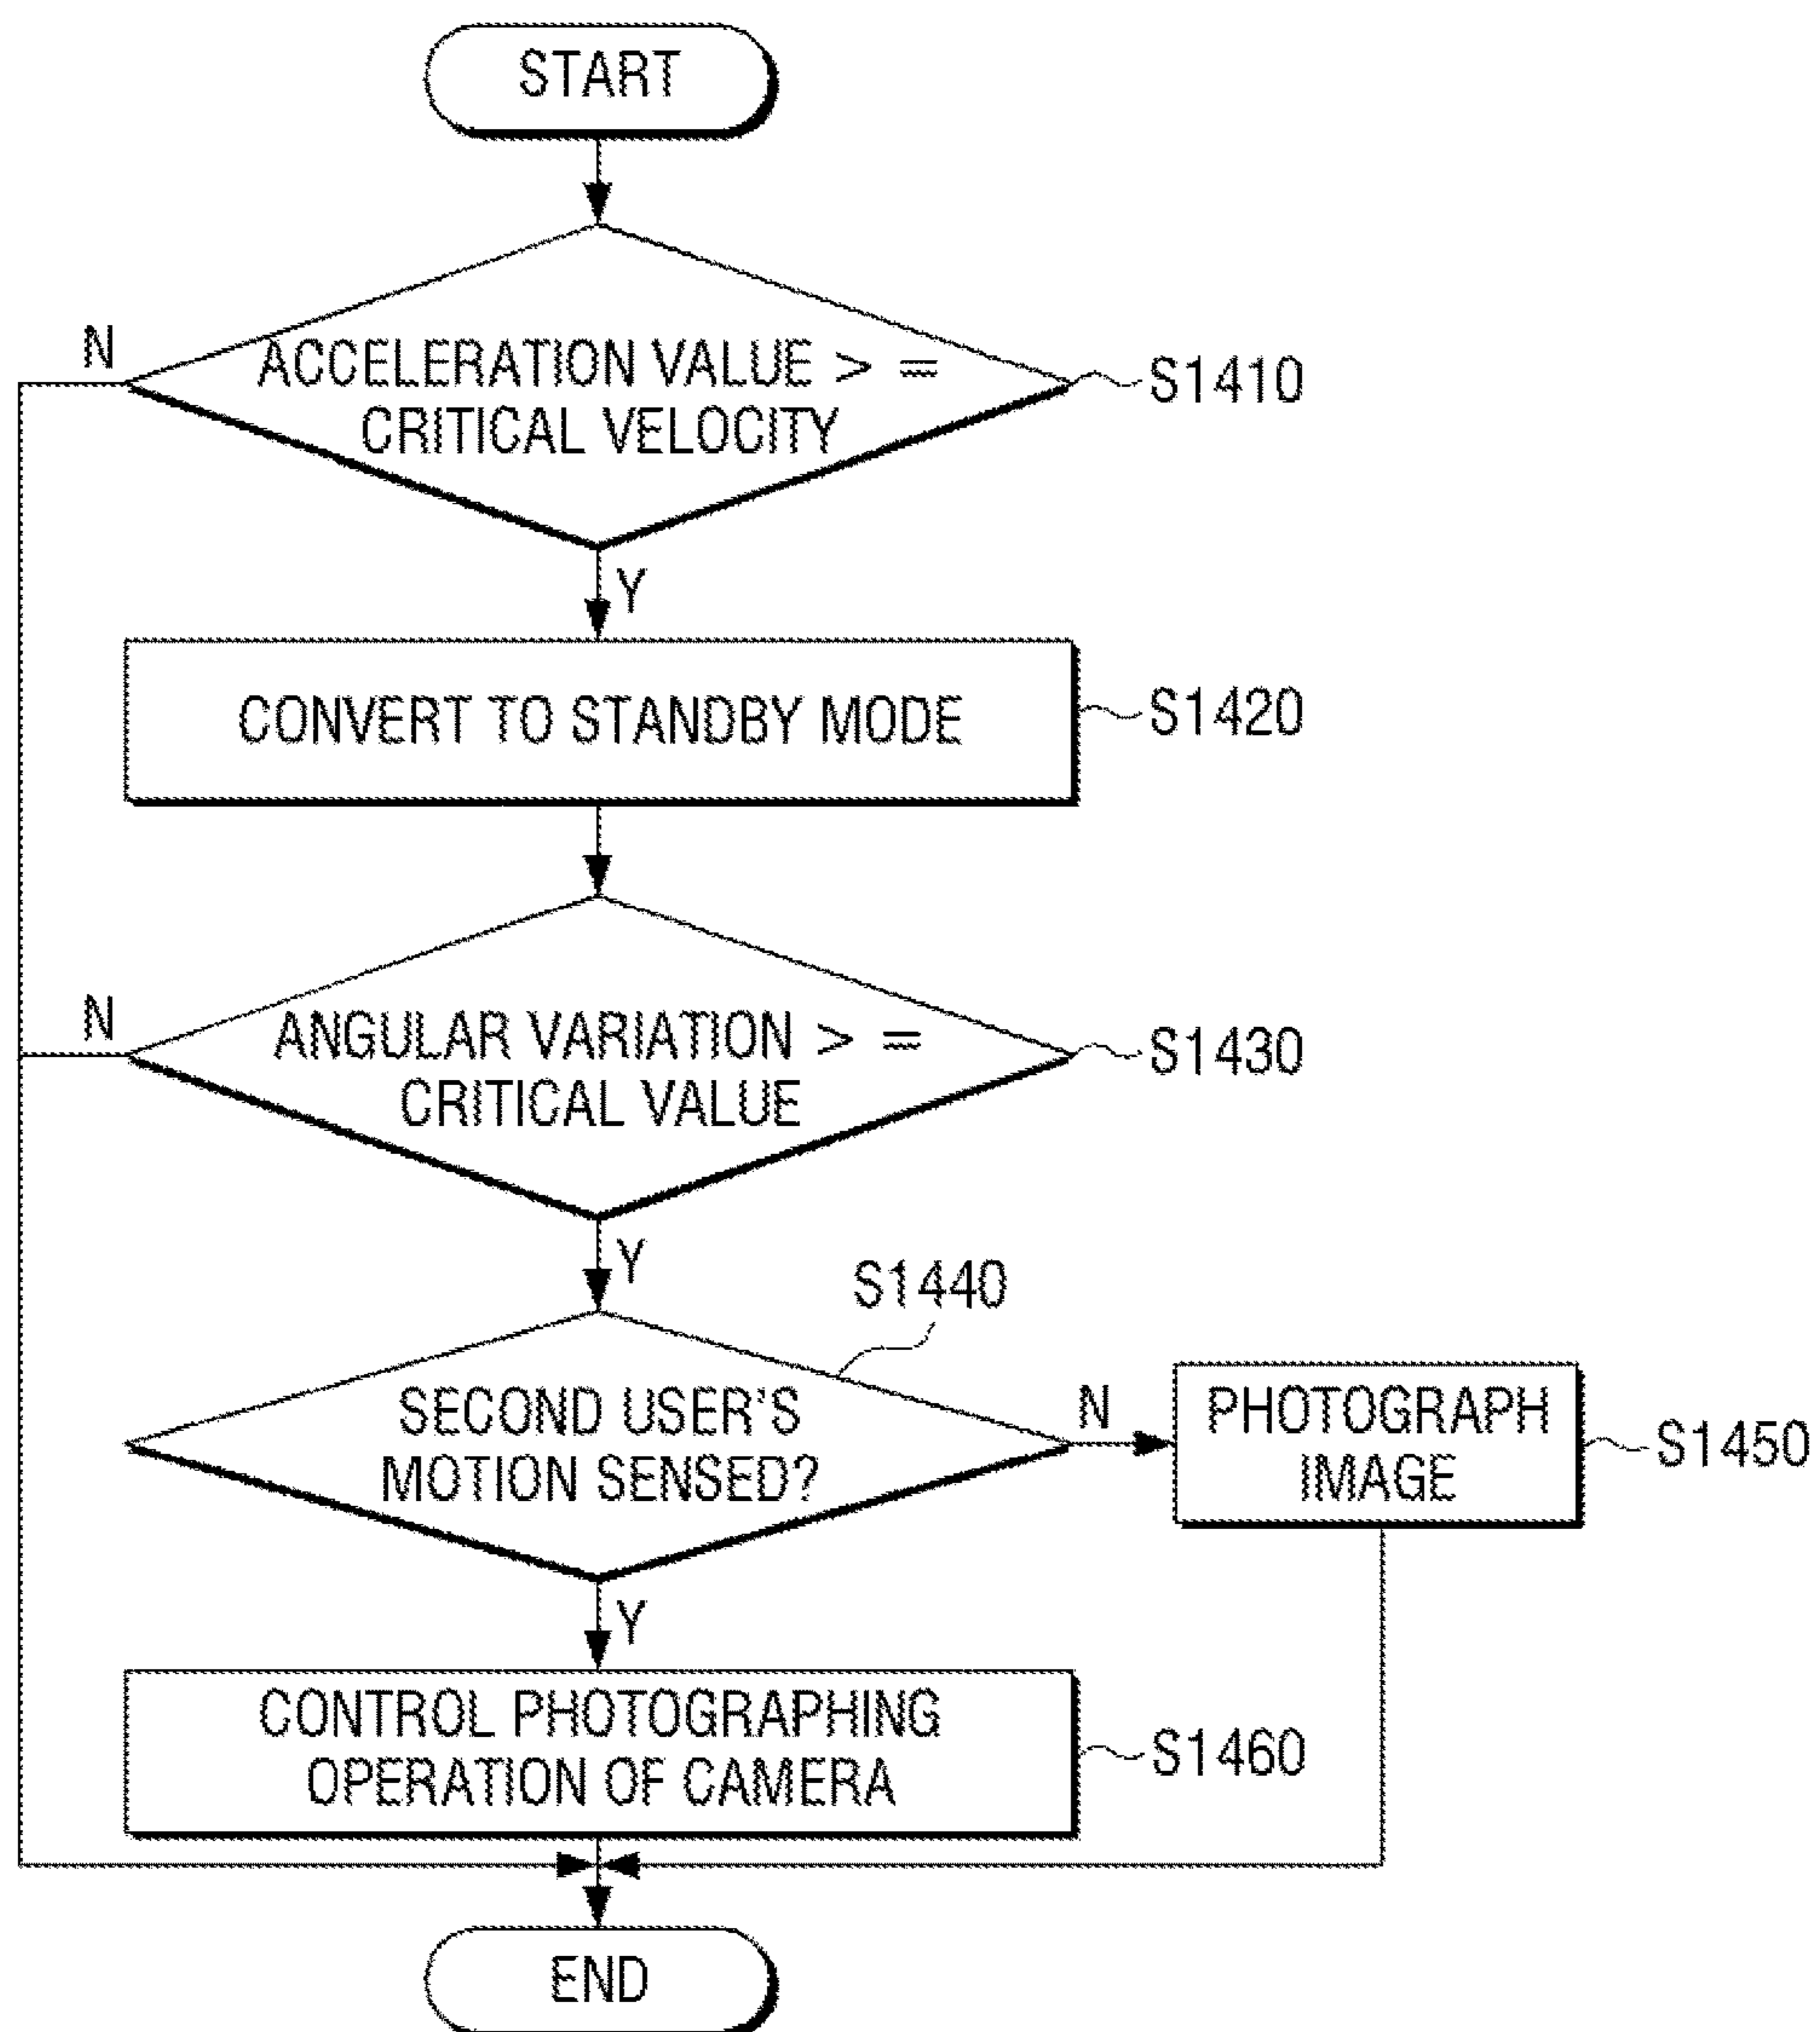 START
N
ACCELERATION VALUE > =
CRITICAL VELOCITY
S1410
Y
CONVERT TO STANDBY MODE
S1420
N
ANGULAR VARIATION > =
CRITICAL VALUE
S1430
Y
S1440
SECOND USER'S
MOTION SENSED?
N
PHOTOGRAPH
IMAGE
S1450
Y
CONTROL PHOTOGRAPHING
OPERATION OF CAMERA
S1460
END